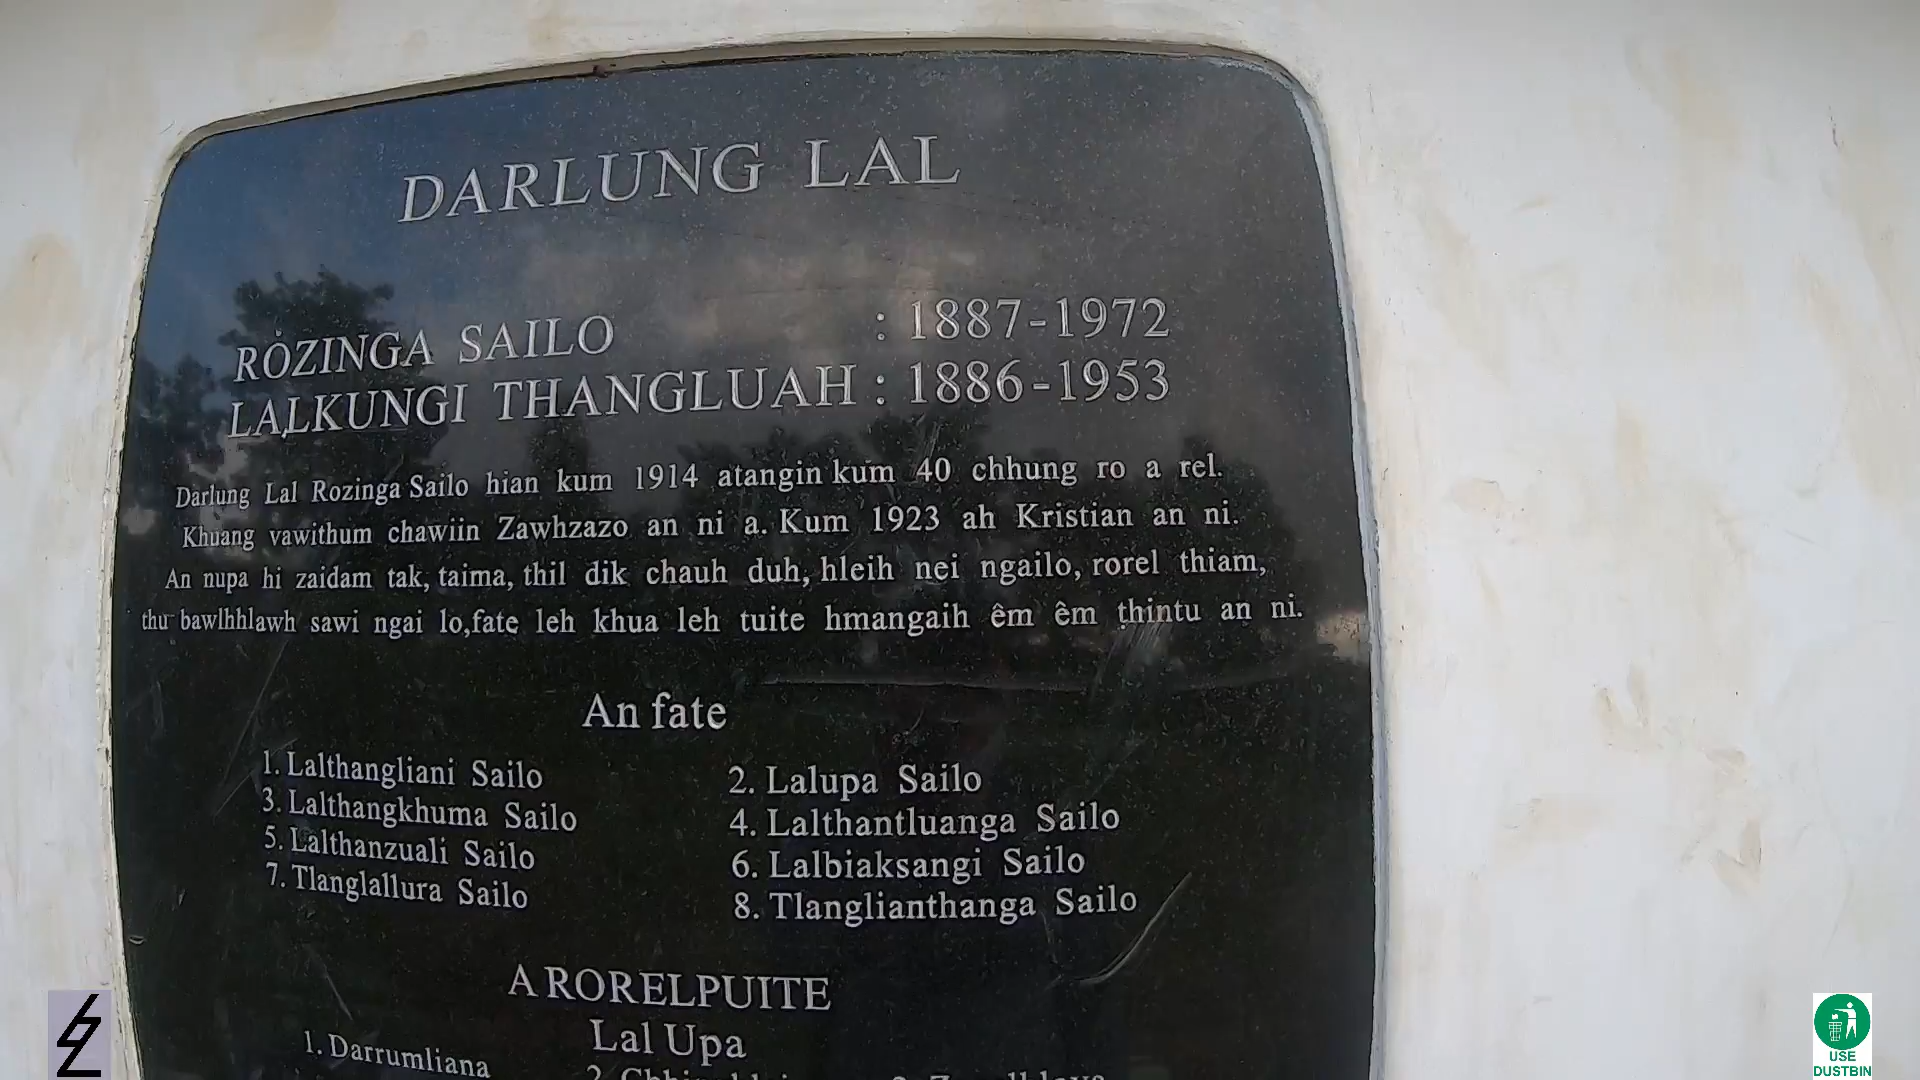 DARLUNG LAL
ROZINGA SAILO : 1887-1972
LALKUNGI THANGLUAH : 1886-1953
Darlung Lal Rozinga Sailo hian kum 1914 atangin kum 40 chhung ro a rel.
Khuang vawithum chawiin Zawhzazo an ni a. Kum 1923 ah Kristian an ni.
An nupa hi zaidam tak, taima, thil dik chauh duh, hleih nei ngailo, rorel thiam,
thu bawlhhlawh sawi ngai lo,fate leh khua leh tuite hmangaih êm êm ṭhintu an ni.
An fate
1. Lalthangliani Sailo 2. Lalupa Sailo
3. Lalthangkhuma Sailo 4. Lalthantluanga Sailo
5. Lalthanzuali Sailo 6. Lalbiaksangi Sailo
7. Tlanglallura Sailo 8. Tlanglianthanga Sailo
A RORELPUITE
Lal Upa
1. Darrumliana
USE
DUSTBIN